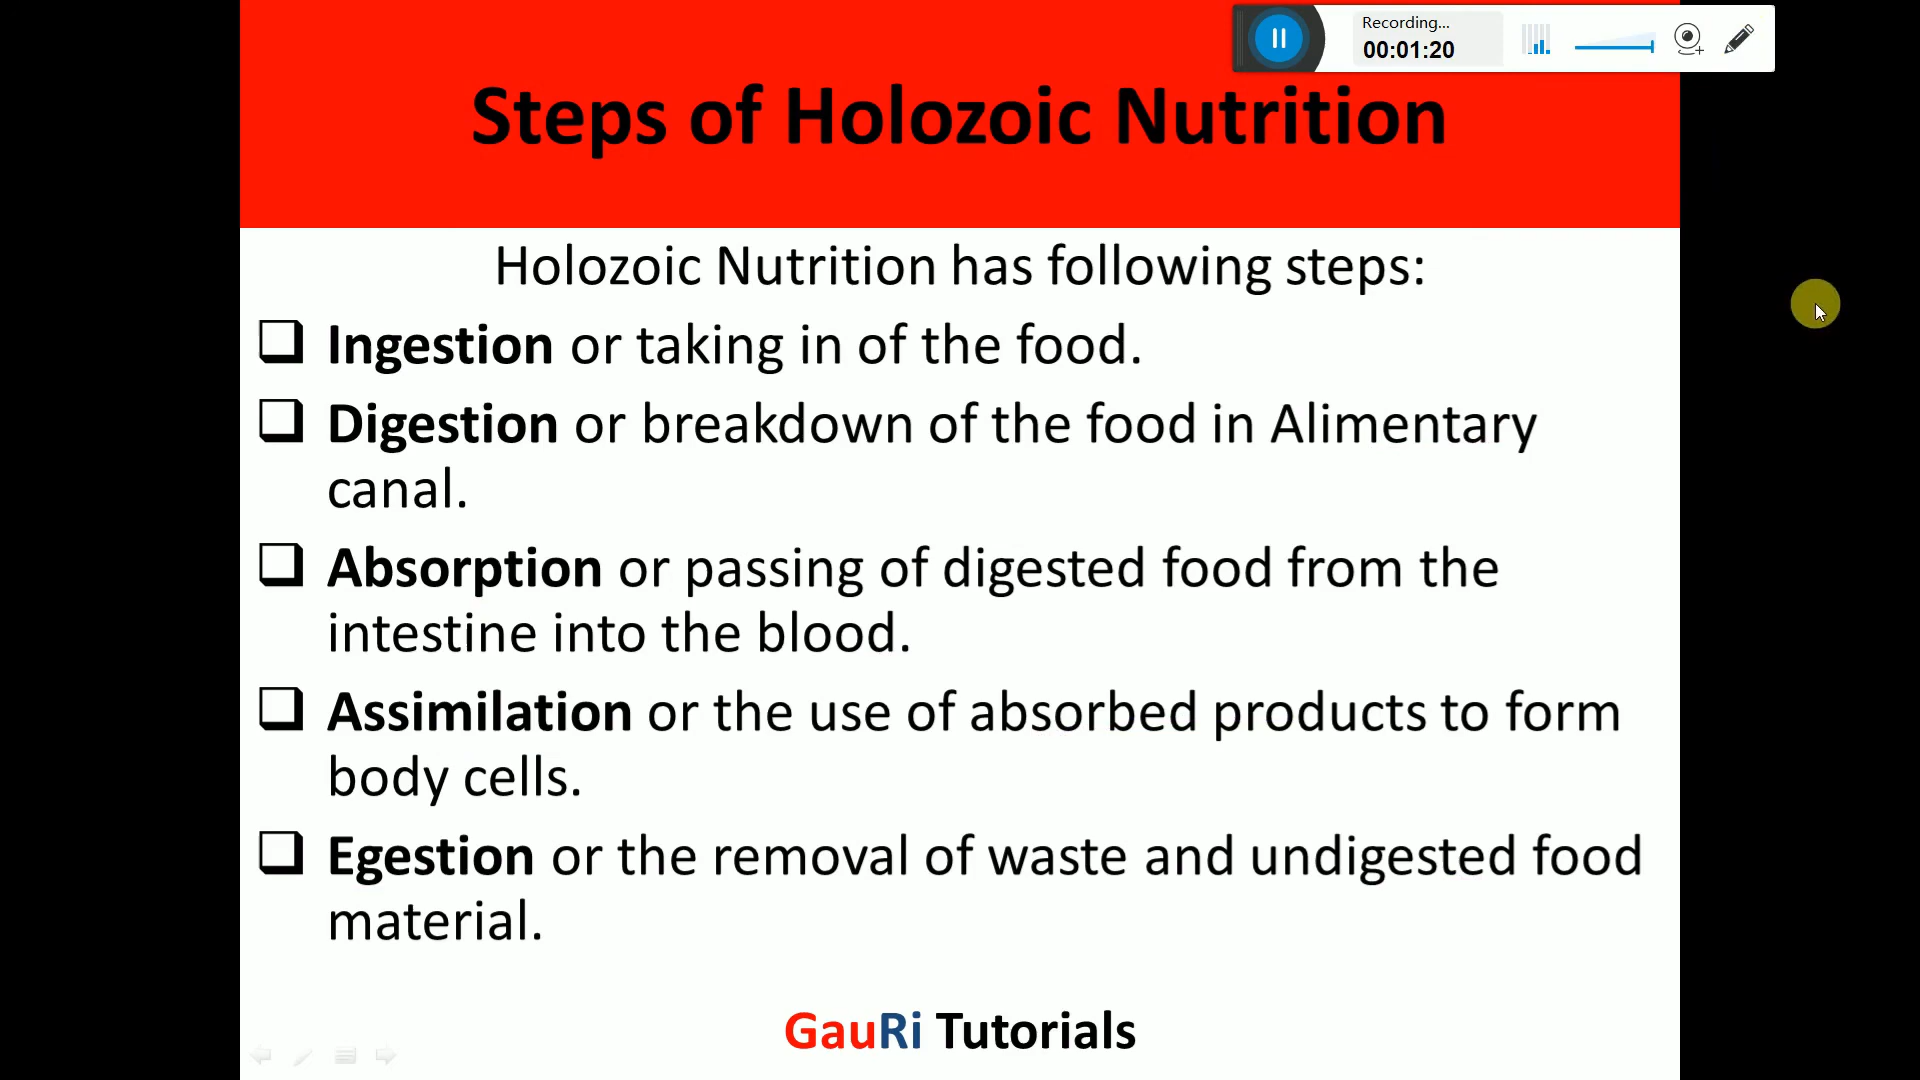 Recording...
00:01:20
Steps of Holozoic Nutrition
Holozoic Nutrition has following steps:
Ingestion or taking in of the food.
Digestion or breakdown of the food in Alimentary
canal.
Absorption or passing of digested food from the
intestine into the blood.
Assimilation or the use of absorbed products to form
body cells.
Egestion or the removal of waste and undigested food
material.
GauRi Tutorials